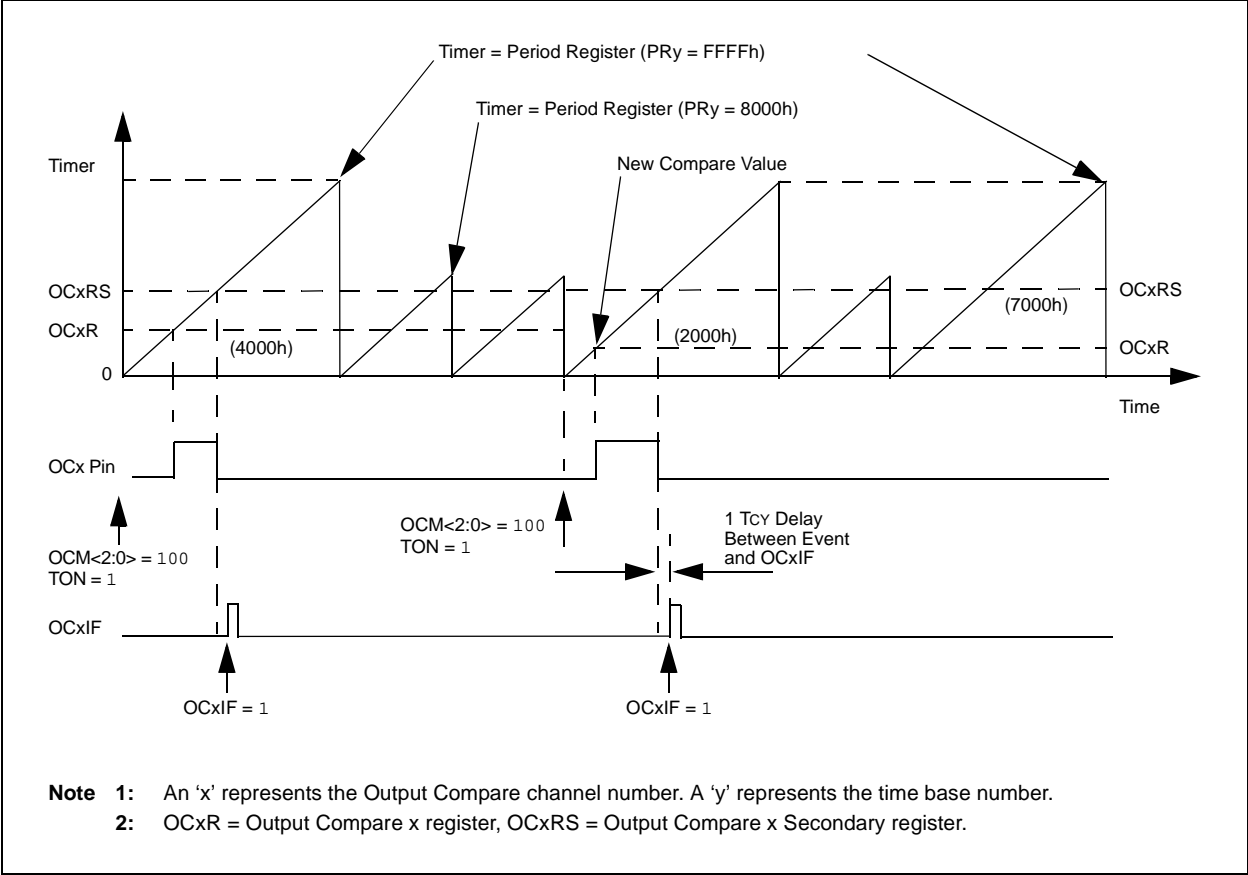 Timer = Period Register (PRy = FFFFh)
Timer = Period Register (PRy = 8000h)
New Compare Value
Timer
OCxRS
OCxR
0
(4000h)
(2000h)
(7000h)
OCxRS
OCxR
Time
OCx Pin
OCM<2:0> = 100
TON = 1
OCM<2:0> = 100
TON = 1
1 TCY Delay
Between Event
and OCxIF
OCxIF
OCxIF = 1
OCxIF = 1
Note 1: An ‘x’ represents the Output Compare channel number. A ‘y’ represents the time base number.
2: OCxR = Output Compare x register, OCxRS = Output Compare x Secondary register.